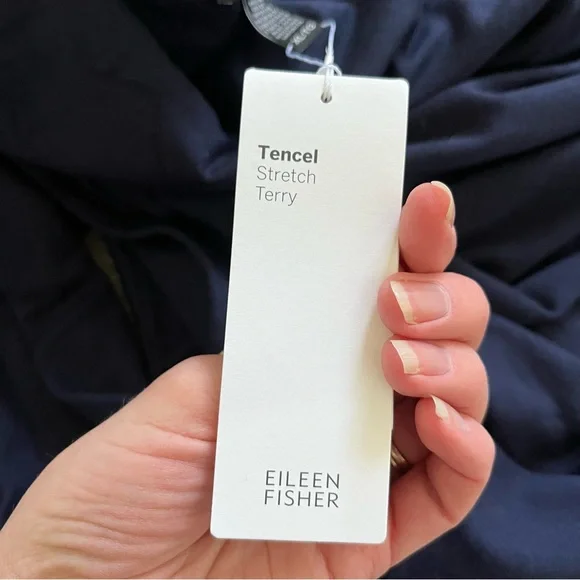 Tencel
Stretch
Terry
EILEEN
FISHER